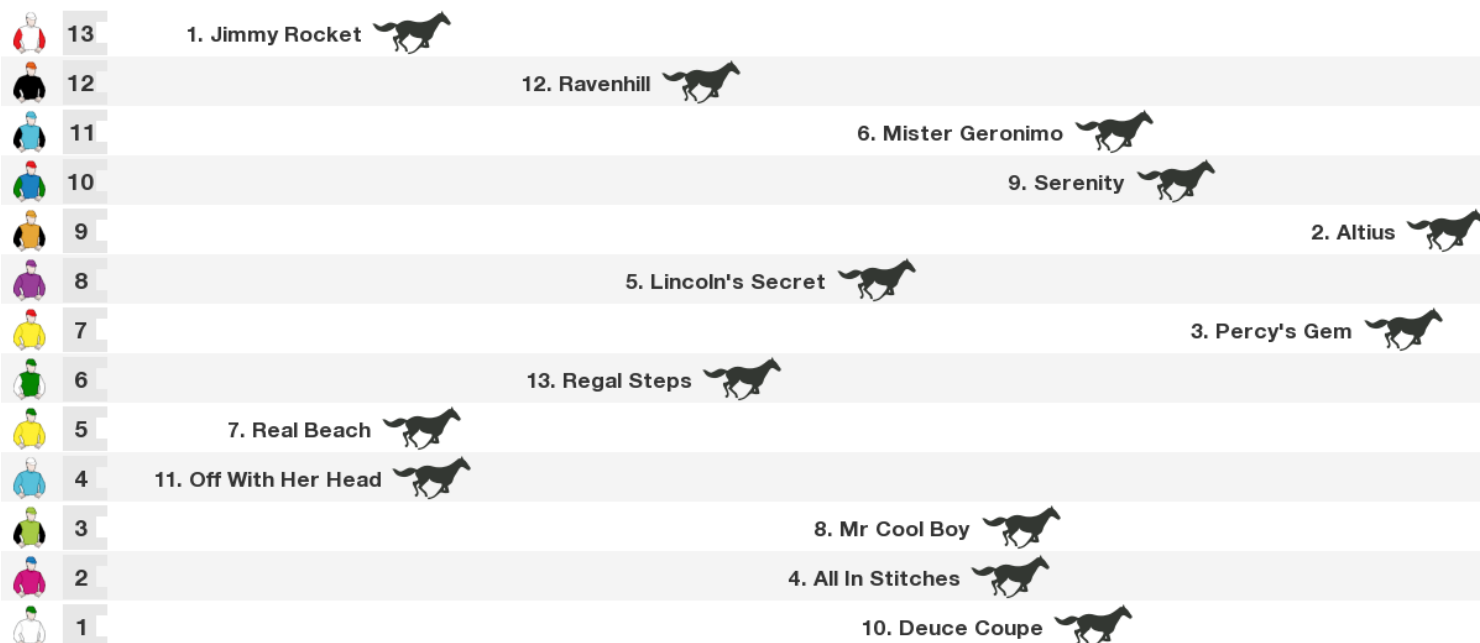 13 1. Jimmy Rocket
12 12. Ravenhill
11 6. Mister Geronimo
10 9. Serenity
9 2. Altius
8 5. Lincoln's Secret
7 3. Percy's Gem
6 13. Regal Steps
5 7. Real Beach
4 11. Off With Her Head
3 8. Mr Cool Boy
2 4. All In Stitches
1 10. Deuce Coupe